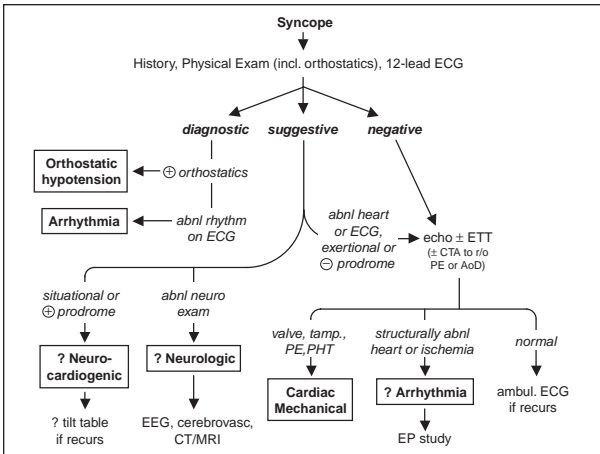 Syncope
History, Physical Exam (incl. orthostatics), 12-lead ECG
diagnostic suggestive negative
Orthostatic
hypotension
⊕ orthostatics
Arrhythmia
abnl rhythm
on ECG
abnl heart
or ECG,
exertional or
⊖ prodrome
echo ± ETT
(± CTA to r/o
PE or AoD)
situational or
⊕ prodrome
abnl neuro
exam
? Neuro-
cardiogenic
? Neurologic
? tilt table
if recurs
EEG, cerebrovasc,
CT/MRI
valve, tamp.,
PE,PHT
structurally abnl
heart or ischemia
normal
Cardiac
Mechanical
? Arrhythmia
ambul. ECG
if recurs
EP study